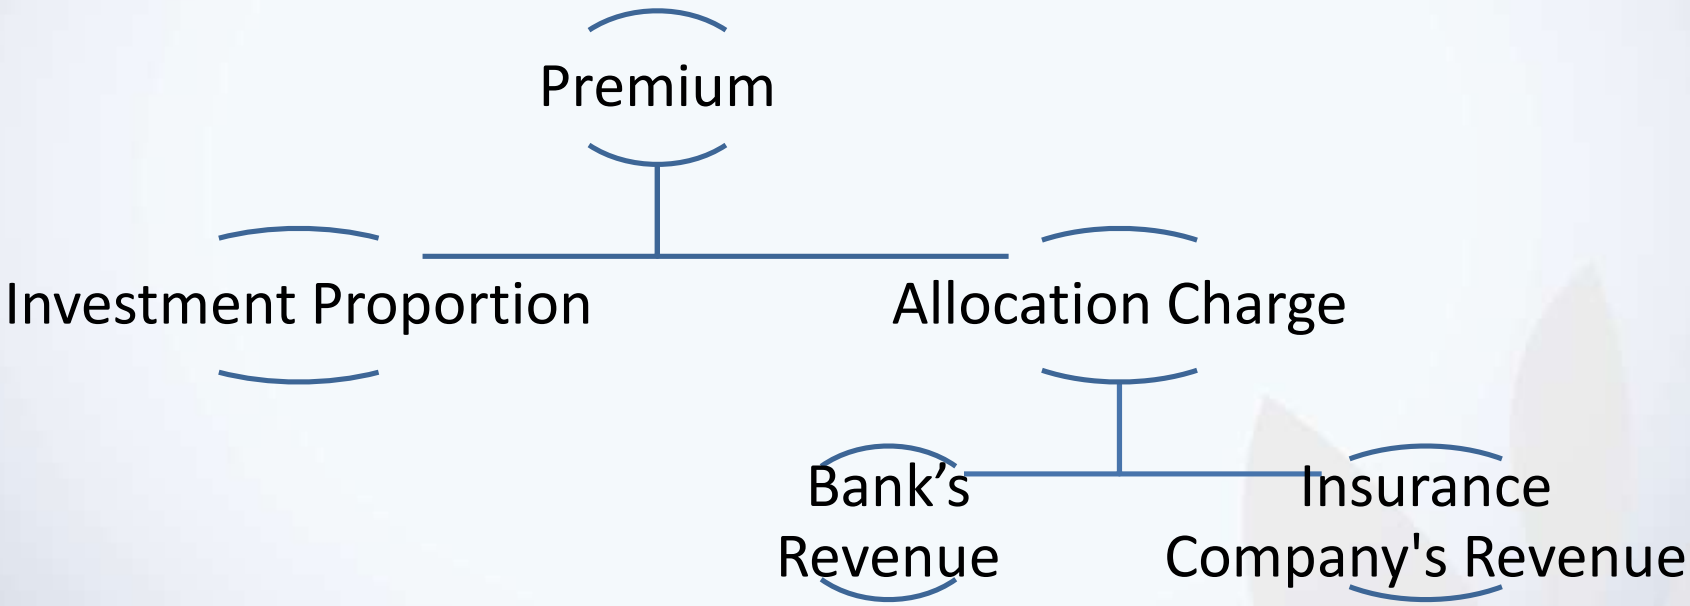 Premium
Investment Proportion
Allocation Charge
Bank’s
Revenue
Insurance
Company's Revenue